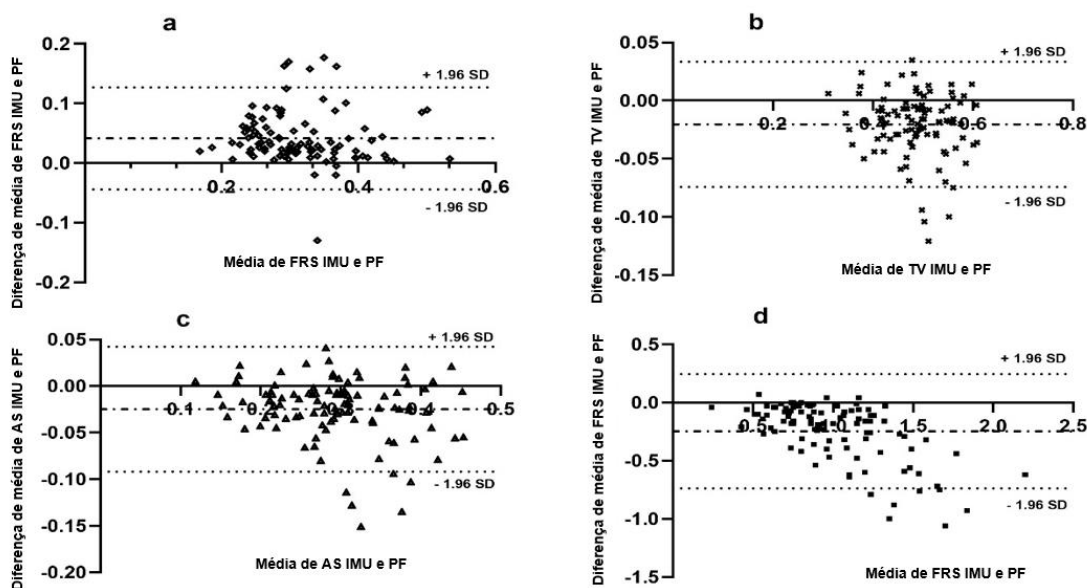 a
Diferença de média de FRS IMU e PF
0.2
0.1
0.0
-0.1
-0.2
+ 1.96 SD
- 1.96 SD
0.2
0.4
0.6
Média de FRS IMU e PF
b
Diferença de média de TV IMU e PF
0.05
0.00
-0.05
-0.10
-0.15
+ 1.96 SD
- 1.96 SD
0.2
0.4
0.6
0.8
Média de TV IMU e PF
c
Diferença de média de AS IMU e PF
0.05
0.00
-0.05
-0.10
-0.15
-0.20
+ 1.96 SD
- 1.96 SD
0.1
0.2
0.3
0.4
0.5
Média de AS IMU e PF
d
Diferença de média de FRS IMU e PF
0.5
0.0
-0.5
-1.0
-1.5
+ 1.96 SD
- 1.96 SD
0.5
1.0
1.5
2.0
2.5
Média de FRS IMU e PF